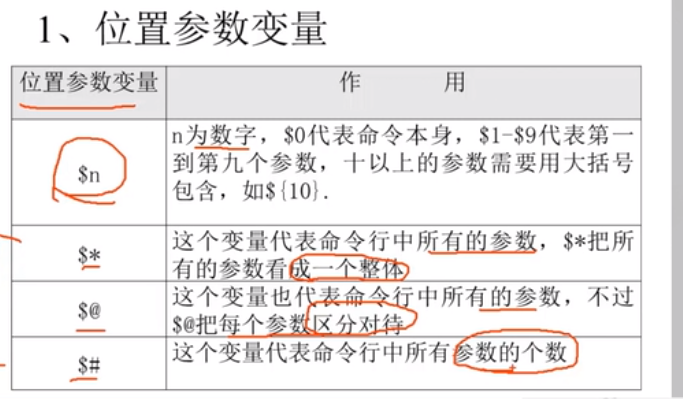 1、位置参数变量
位置参数变量 作 用
$n
n为数字，$0代表命令本身，$1-$9代表第一
到第九个参数，十以上的参数需要用大括号
包含，如${10}.
$*
这个变量代表命令行中所有的参数，$*把所
有的参数看成一个整体
$@
这个变量也代表命令行中所有的参数，不过
$@把每个参数区分对待
$#
这个变量代表命令行中所有参数的个数